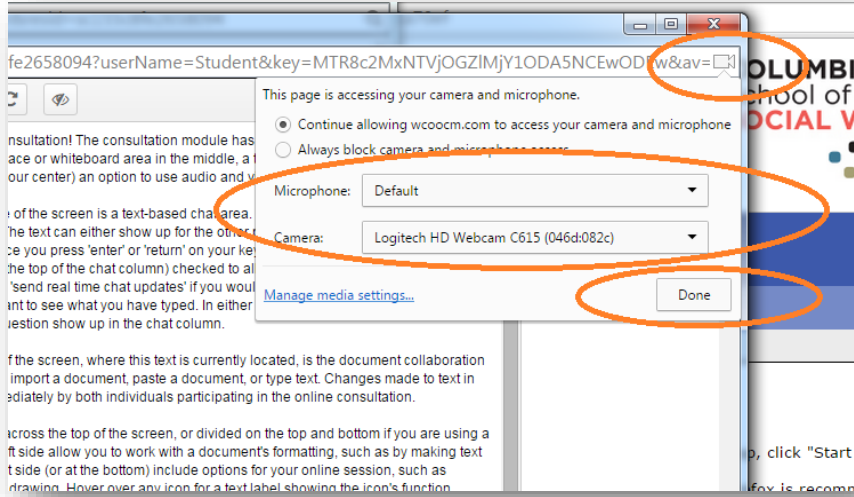 fe2658094?userName=Student&key=MTR8c2MxNTVjOGZlMjY1ODA5NCEwODEw&av=
This page is accessing your camera and microphone.
Continue allowing wcoocm.com to access your camera and microphone
Always block camera and microphone access
Microphone: Default
Camera: Logitech HD Webcam C615 (046d:082c)
Manage media settings...
Done
OLUMBI
chool of
OCIAL W
nsultation! The consultation module has
ace or whiteboard area in the middle, a
our center) an option to use audio and
of the screen is a text-based chat area.
he text can either show up for the other
ce you press 'enter' or 'return' on your key
the top of the chat column) checked to al
'send real time chat updates' if you woul
ant to see what you have typed. In either
uestion show up in the chat column.
f the screen, where this text is currently located, is the document collaboration
import a document, paste a document, or type text. Changes made to text in
ediately by both individuals participating in the online consultation.
across the top of the screen, or divided on the top and bottom if you are using a
ft side allow you to work with a document's formatting, such as by making text
t side (or at the bottom) include options for your online session, such as
drawing. Hover over any icon for a text label showing the icon's function
o, click "Start
efox is recomm